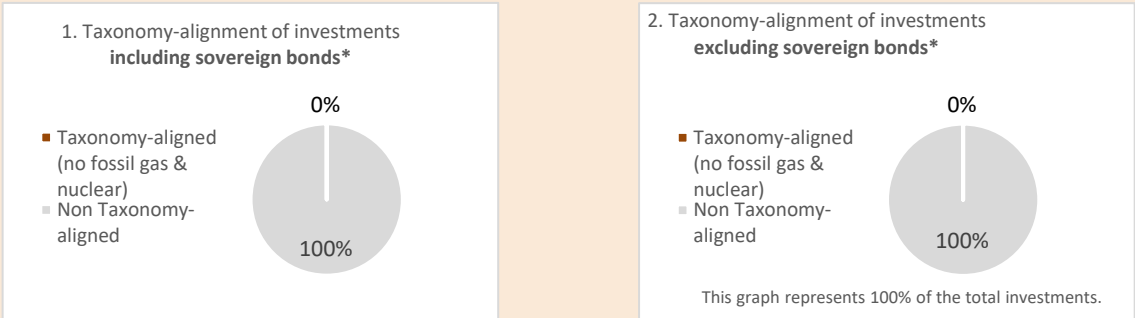 1. Taxonomy-alignment of investments
including sovereign bonds*
0%
Taxonomy-aligned
(no fossil gas &
nuclear)
Non Taxonomy-
aligned
100%
2. Taxonomy-alignment of investments
excluding sovereign bonds*
0%
Taxonomy-aligned
(no fossil gas &
nuclear)
Non Taxonomy-
aligned
100%
This graph represents 100% of the total investments.